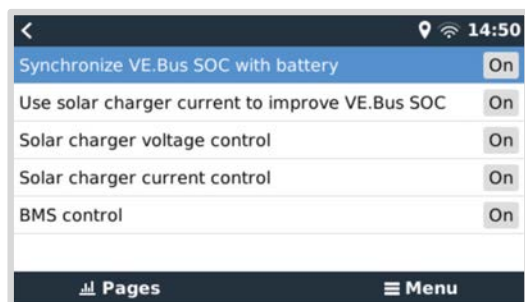 14:50
Synchronize VE.Bus SOC with battery On
Use solar charger current to improve VE.Bus SOC On
Solar charger voltage control On
Solar charger current control On
BMS control On
Pages Menu